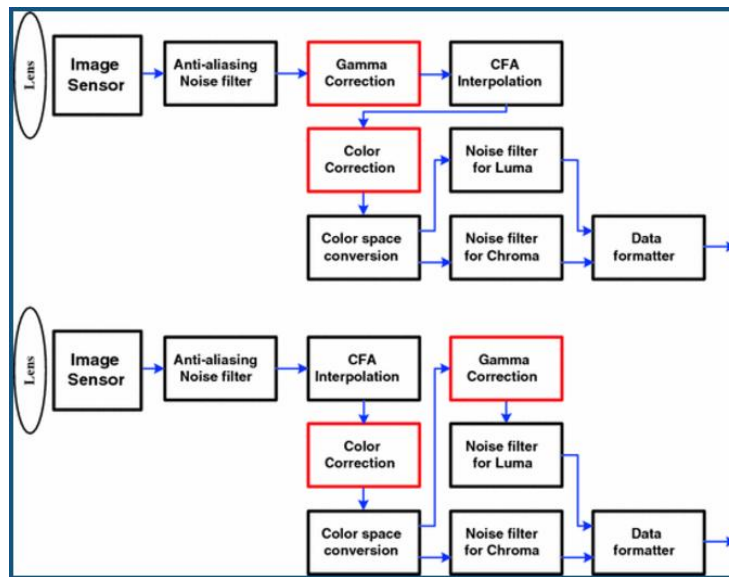 Lens
Image
Sensor
Anti-aliasing
Noise filter
Gamma
Correction
CFA
Interpolation
Color
Correction
Noise filter
for Luma
Color space
conversion
Noise filter
for Chroma
Data
formatter
Lens
Image
Sensor
Anti-aliasing
Noise filter
CFA
Interpolation
Gamma
Correction
Color
Correction
Noise filter
for Luma
Color space
conversion
Noise filter
for Chroma
Data
formatter